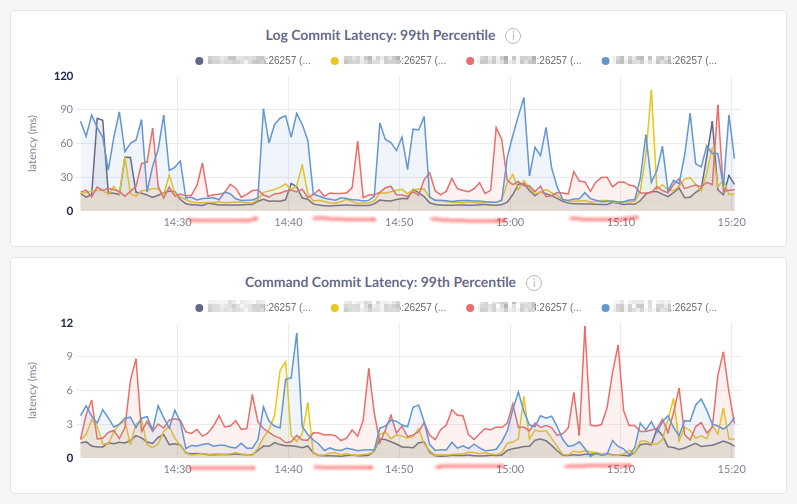 Log Commit Latency: 99th Percentile i
:26257 (... :26257 (... :26257 (... :26257 (...
120
90
60
30
0
latency (ms)
14:30 14:40 14:50 15:00 15:10 15:20
Command Commit Latency: 99th Percentile i
:26257 (... :26257 (... :26257 (... :26257 (...
12
9
6
3
0
latency (ms)
14:30 14:40 14:50 15:00 15:10 15:20